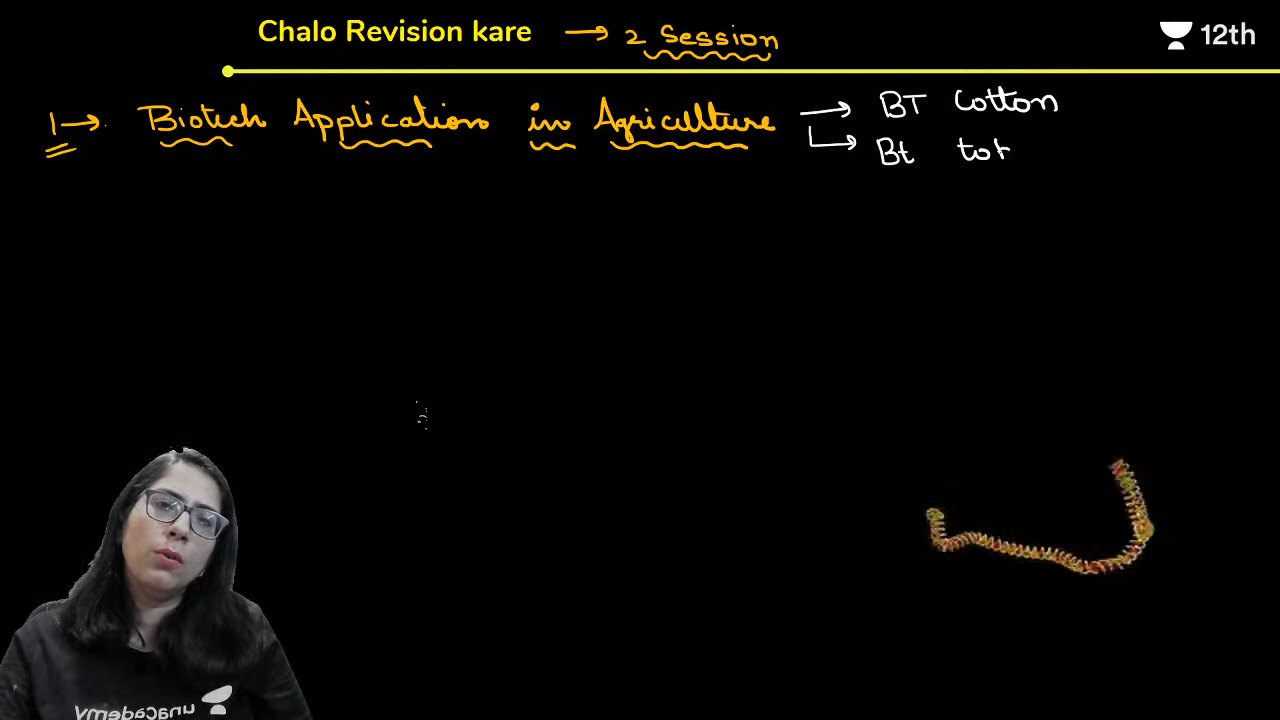 Chalo Revision kare → 2 Session
12th
1→ Biotech Applications in Agriculture → BT Cotton
→ Bt tot
unacademy